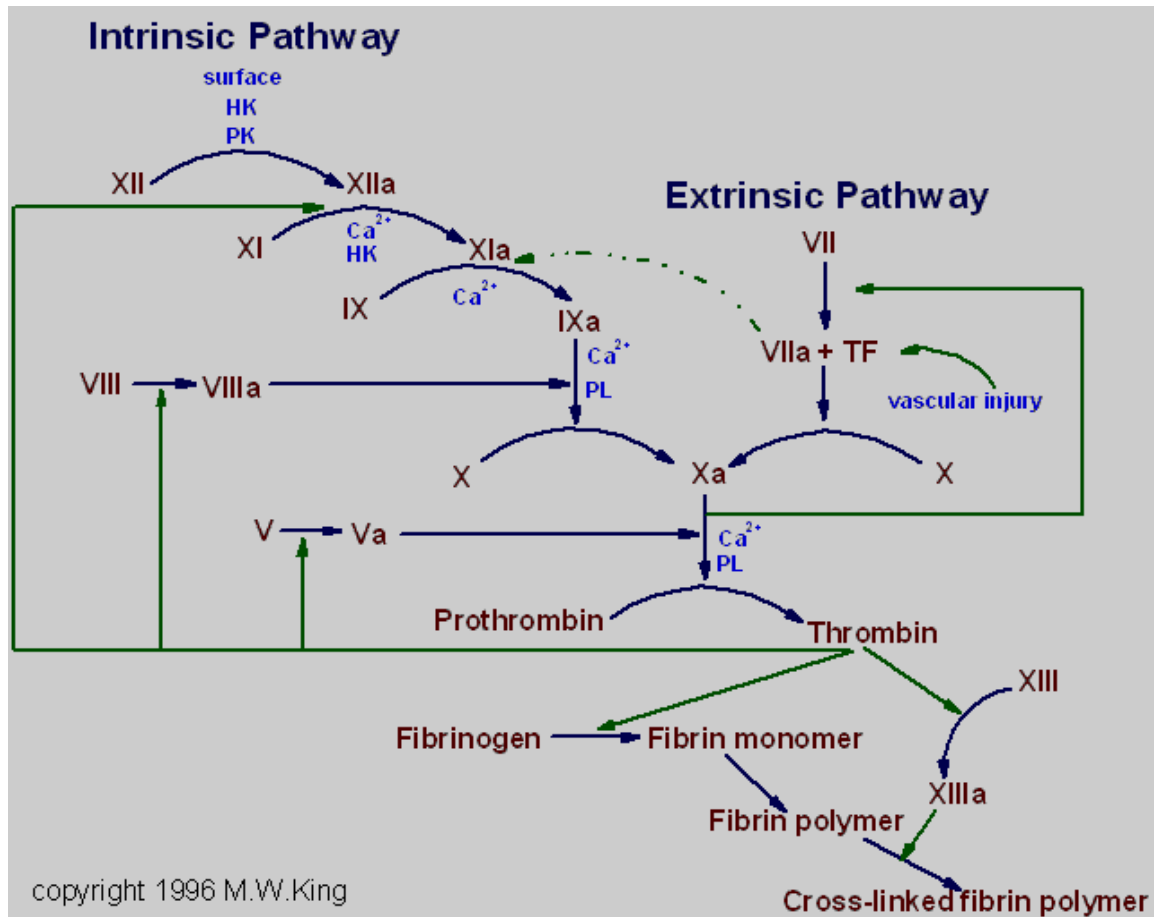 Intrinsic Pathway
surface
HK
PK
XII
XIIa
Extrinsic Pathway
XI
Ca²⁺
HK
XIa
VII
IX
Ca²⁺
IXa
VIIa + TF
Ca²⁺
PL
VIII
VIIIa
vascular injury
X
Xa
X
V
Va
Ca²⁺
PL
Prothrombin
Thrombin
XIII
Fibrinogen
Fibrin monomer
XIIIa
Fibrin polymer
copyright 1996 M.W.King
Cross-linked fibrin polymer